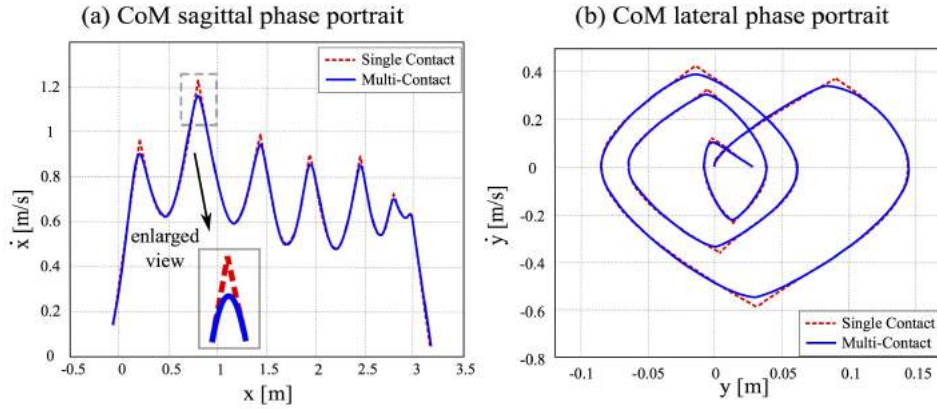 (a) CoM sagittal phase portrait
Single Contact
Multi-Contact
1.2
1
0.8
0.6
0.4
0.2
0
ẋ [m/s]
enlarged
view
-0.5 0 0.5 1 1.5 2 2.5 3 3.5
x [m]
(b) CoM lateral phase portrait
0.4
0.2
0
-0.2
-0.4
-0.6
-0.8
ẏ [m/s]
Single Contact
Multi-Contact
-0.1 -0.05 0 0.05 0.1 0.15
y [m]